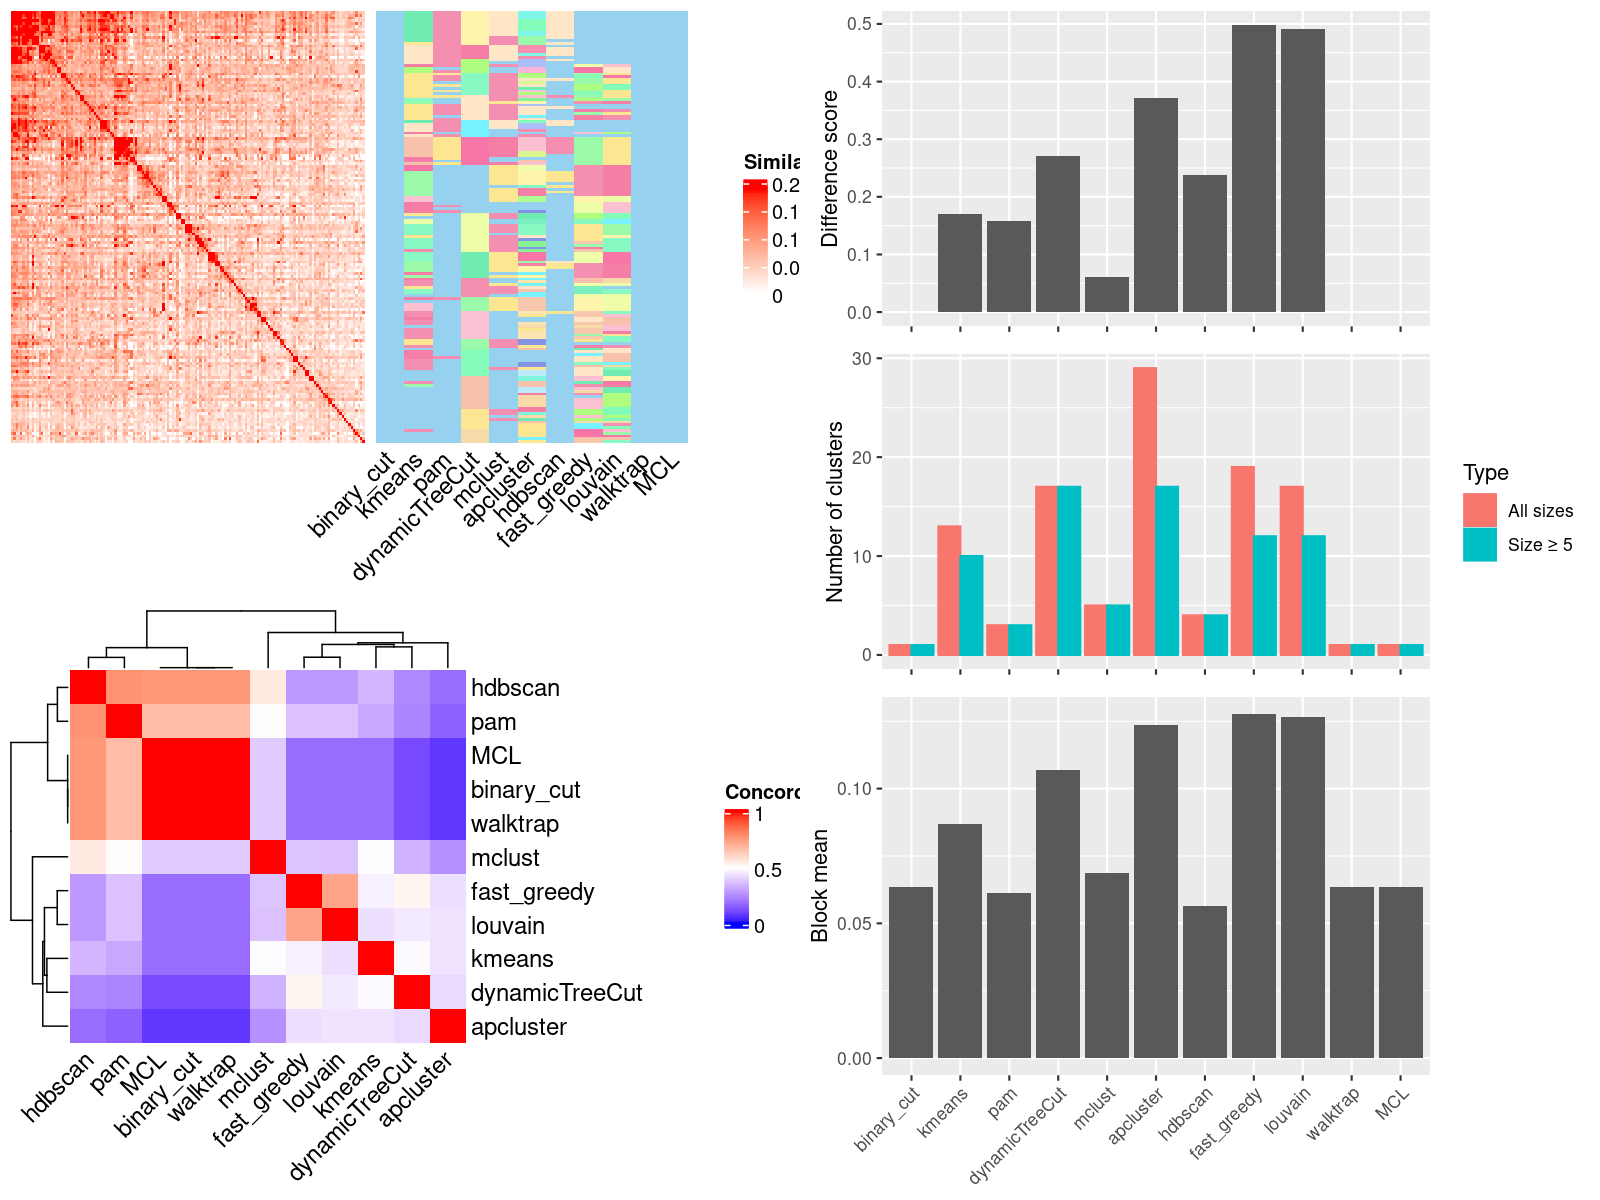 Simila
0.2
0.1
0.1
0.0
0
binary_cut
kmeans
pam
dynamicTreeCut
mclust
apcluster
hdbscan
fast_greedy
louvain
walktrap
MCL
hdbscan
pam
MCL
binary_cut
walktrap
mclust
fast_greedy
louvain
kmeans
dynamicTreeCut
apcluster
hdbscan
pam
MCL
binary_cut
walktrap
mclust
fast_greedy
louvain
kmeans
dynamicTreeCut
apcluster
Concord
1
0.5
0
Difference score
0.5
0.4
0.3
0.2
0.1
0.0
Number of clusters
30
20
10
0
Type
All sizes
Size ≥ 5
Block mean
0.10
0.05
0.00
binary_cut
kmeans
pam
dynamicTreeCut
mclust
apcluster
hdbscan
fast_greedy
louvain
walktrap
MCL